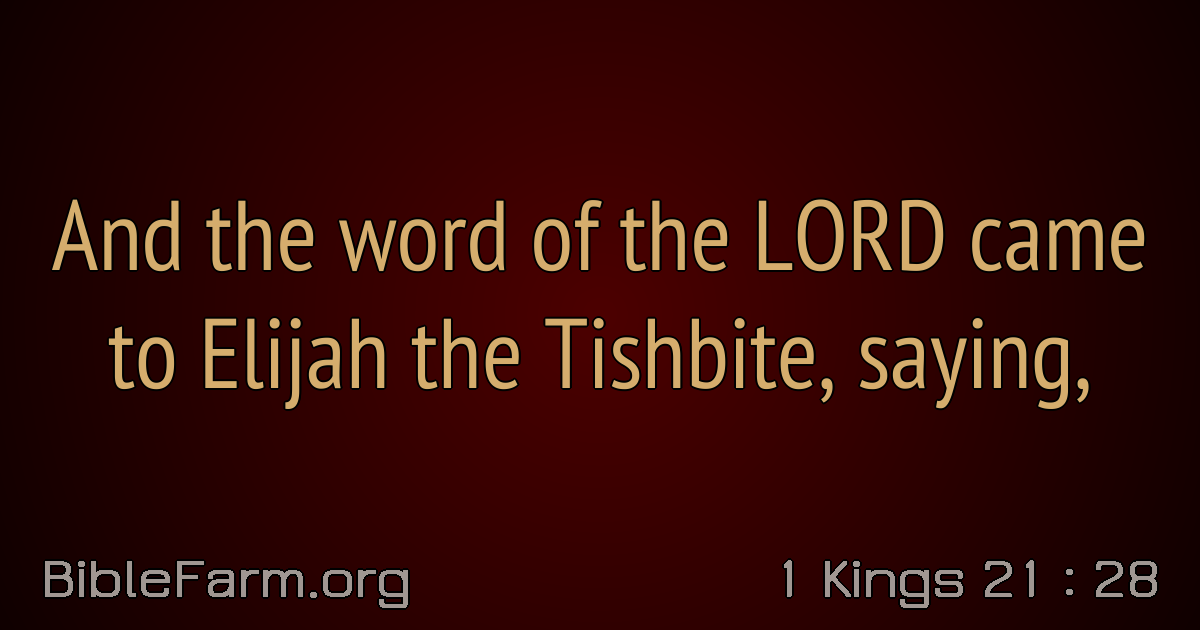 And the word of the LORD came
to Elijah the Tishbite, saying,
BibleFarm.org
1 Kings 21 : 28